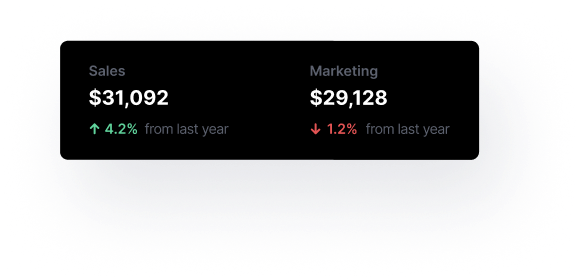 Sales
$31,092
↑ 4.2% from last year
Marketing
$29,128
↓ 1.2% from last year